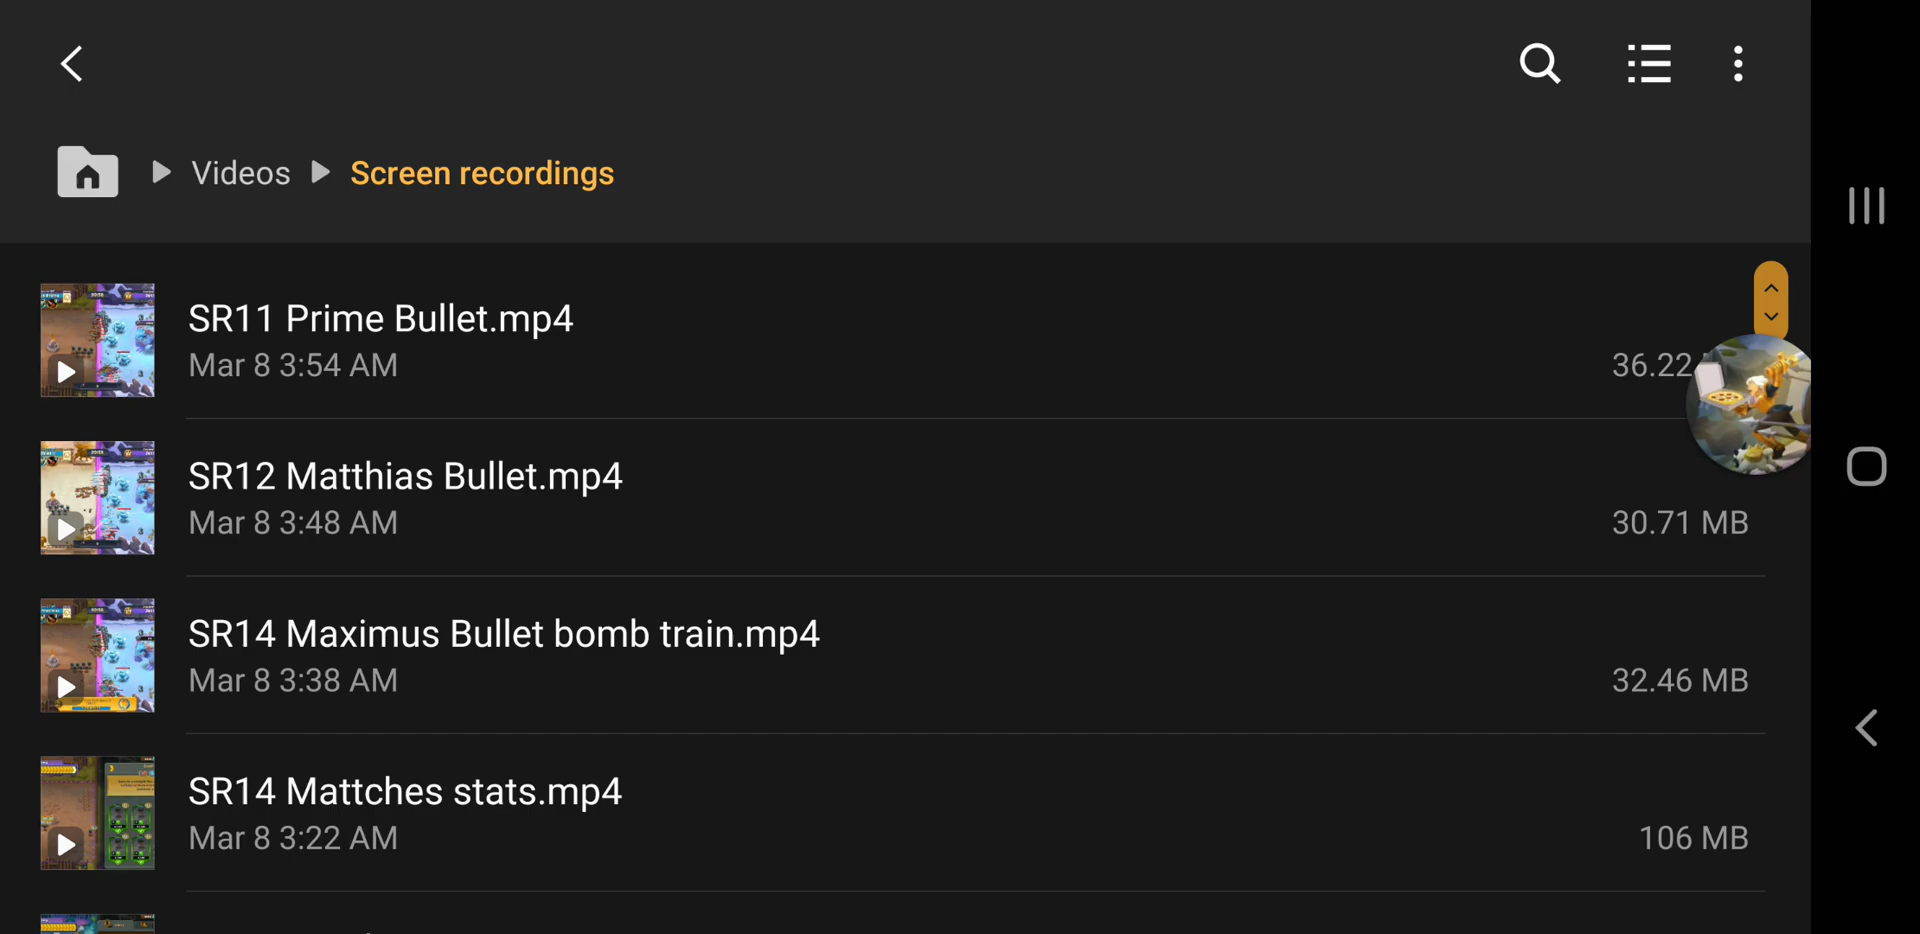 Videos
Screen recordings
SR11 Prime Bullet.mp4
Mar 8 3:54 AM
36.22
SR12 Matthias Bullet.mp4
Mar 8 3:48 AM
30.71 MB
SR14 Maximus Bullet bomb train.mp4
Mar 8 3:38 AM
32.46 MB
SR14 Mattches stats.mp4
Mar 8 3:22 AM
106 MB